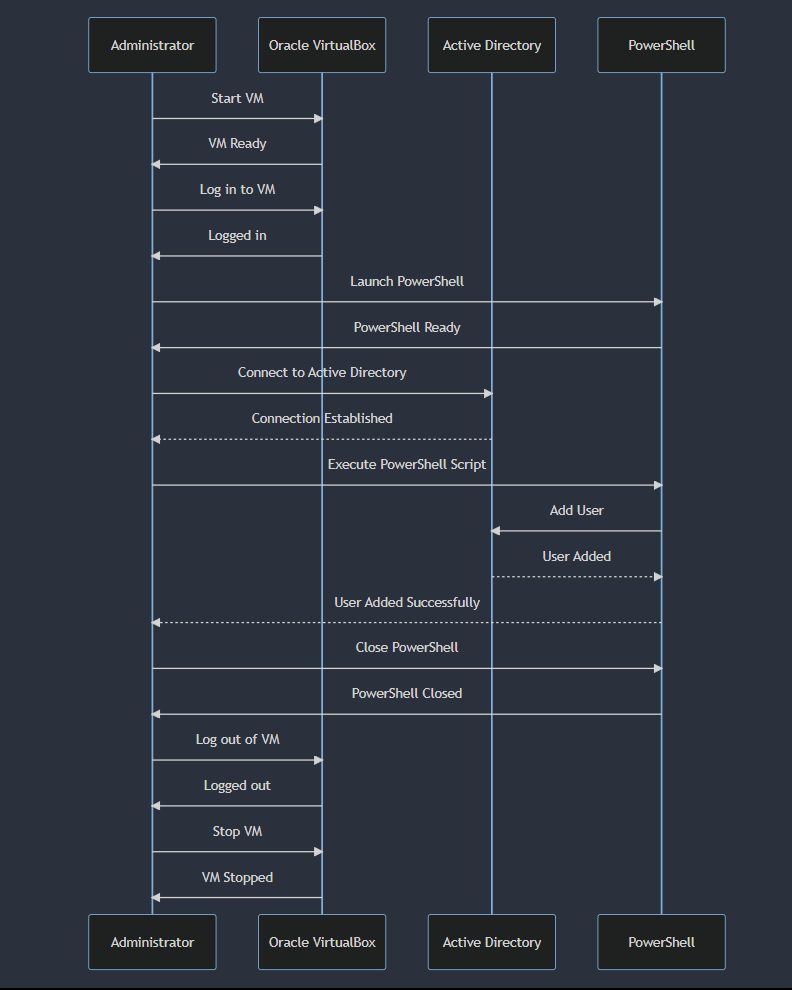 Administrator
Oracle VirtualBox
Active Directory
PowerShell
Start VM
VM Ready
Log in to VM
Logged in
Launch PowerShell
PowerShell Ready
Connect to Active Directory
Connection Established
Execute PowerShell Script
Add User
User Added
User Added Successfully
Close PowerShell
PowerShell Closed
Log out of VM
Logged out
Stop VM
VM Stopped
Administrator
Oracle VirtualBox
Active Directory
PowerShell